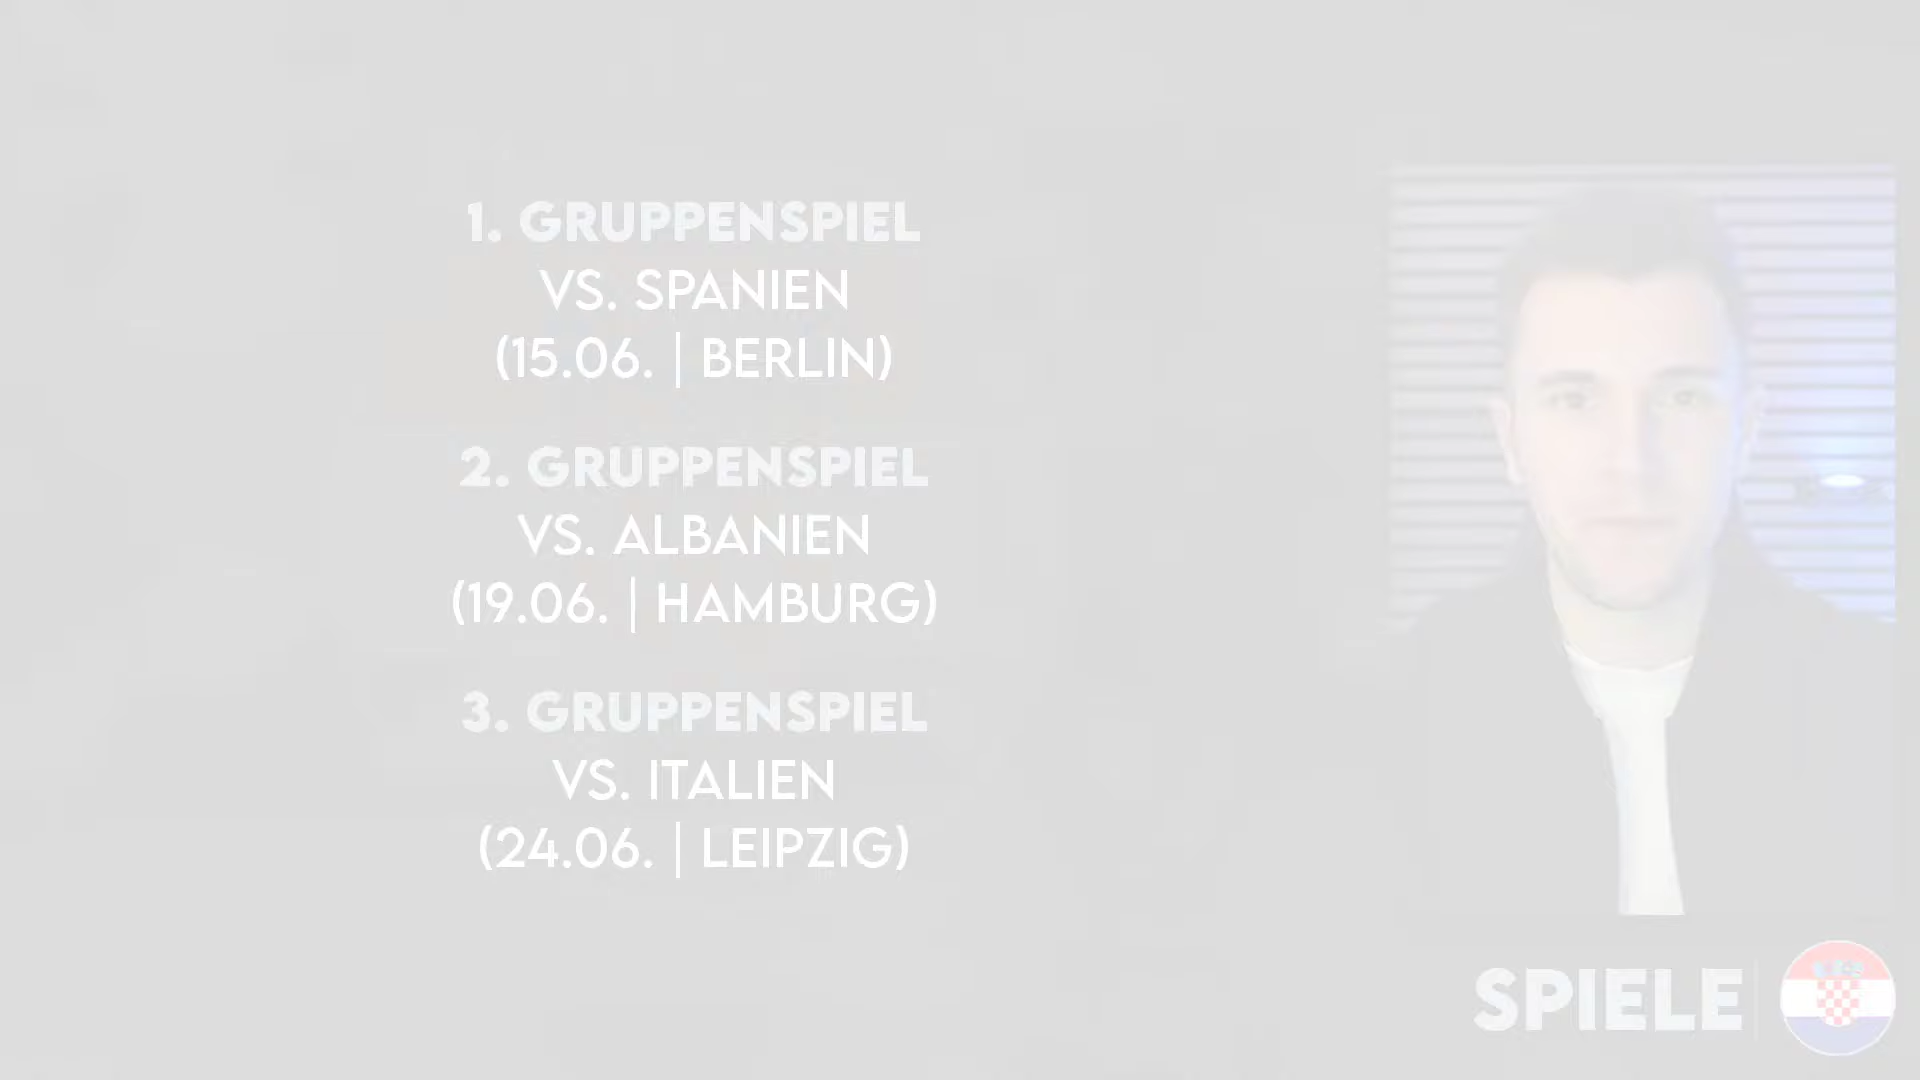 1. GRUPPENSPIEL
VS. SPANIEN
(15.06. | BERLIN)
2. GRUPPENSPIEL
VS. ALBANIEN
(19.06. | HAMBURG)
3. GRUPPENSPIEL
VS. ITALIEN
(24.06. | LEIPZIG)
SPIELE